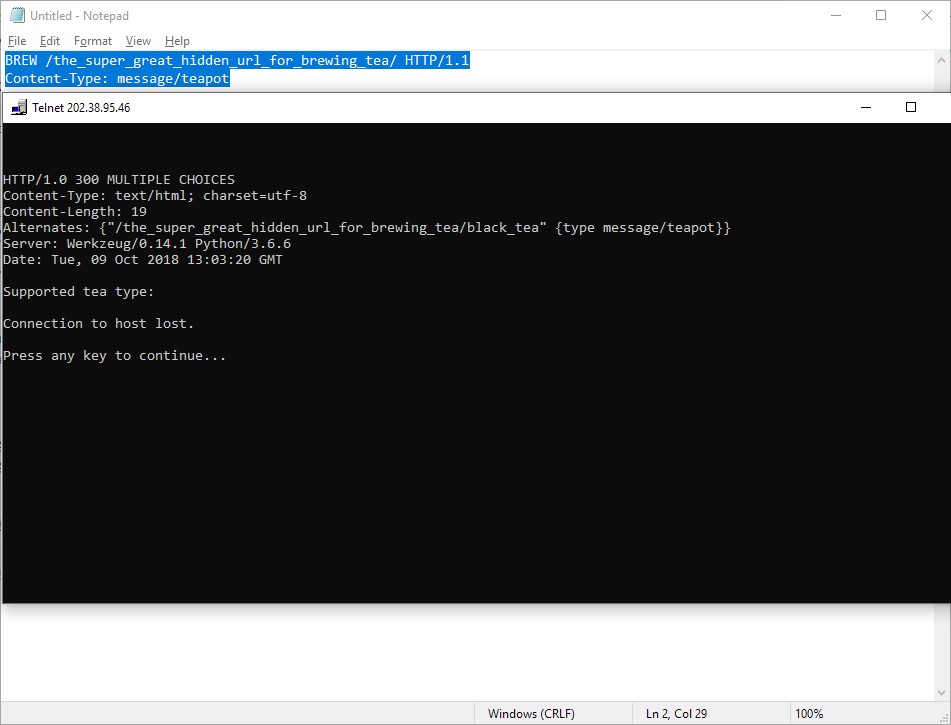 Untitled - Notepad
File Edit Format View Help
BREW /the_super_great_hidden_url_for_brewing_tea/ HTTP/1.1
Content-Type: message/teapot
Telnet 202.38.95.46
HTTP/1.0 300 MULTIPLE CHOICES
Content-Type: text/html; charset=utf-8
Content-Length: 19
Alternates: {"/the_super_great_hidden_url_for_brewing_tea/black_tea" {type message/teapot}}
Server: Werkzeug/0.14.1 Python/3.6.6
Date: Tue, 09 Oct 2018 13:03:20 GMT
Supported tea type:
Connection to host lost.
Press any key to continue...
Windows (CRLF) Ln 2, Col 29 100%